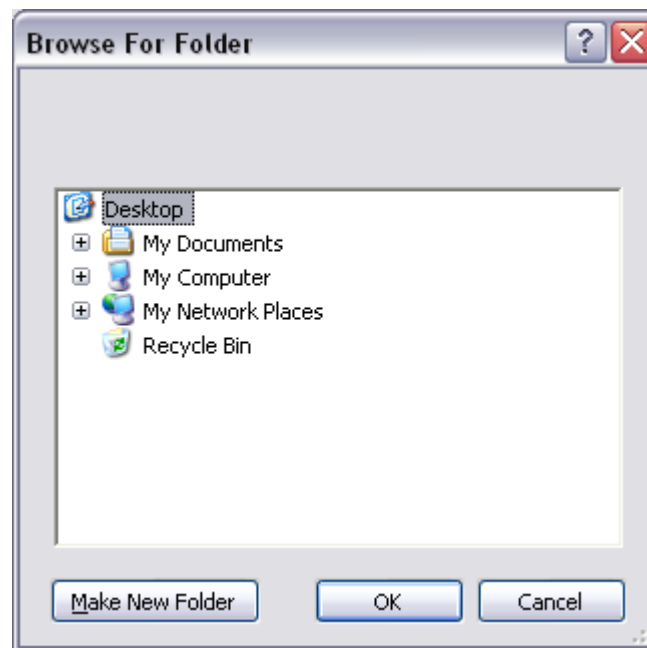 Browse For Folder
Desktop
My Documents
My Computer
My Network Places
Recycle Bin
Make New Folder OK Cancel